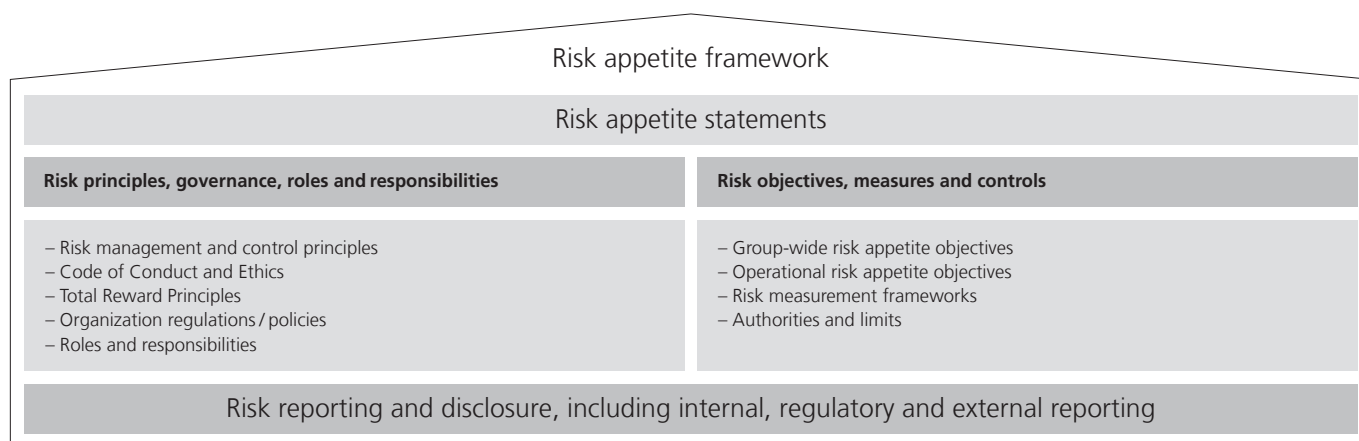 Risk appetite framework
Risk appetite statements
Risk principles, governance, roles and responsibilities
– Risk management and control principles
– Code of Conduct and Ethics
– Total Reward Principles
– Organization regulations / policies
– Roles and responsibilities
Risk objectives, measures and controls
– Group-wide risk appetite objectives
– Operational risk appetite objectives
– Risk measurement frameworks
– Authorities and limits
Risk reporting and disclosure, including internal, regulatory and external reporting